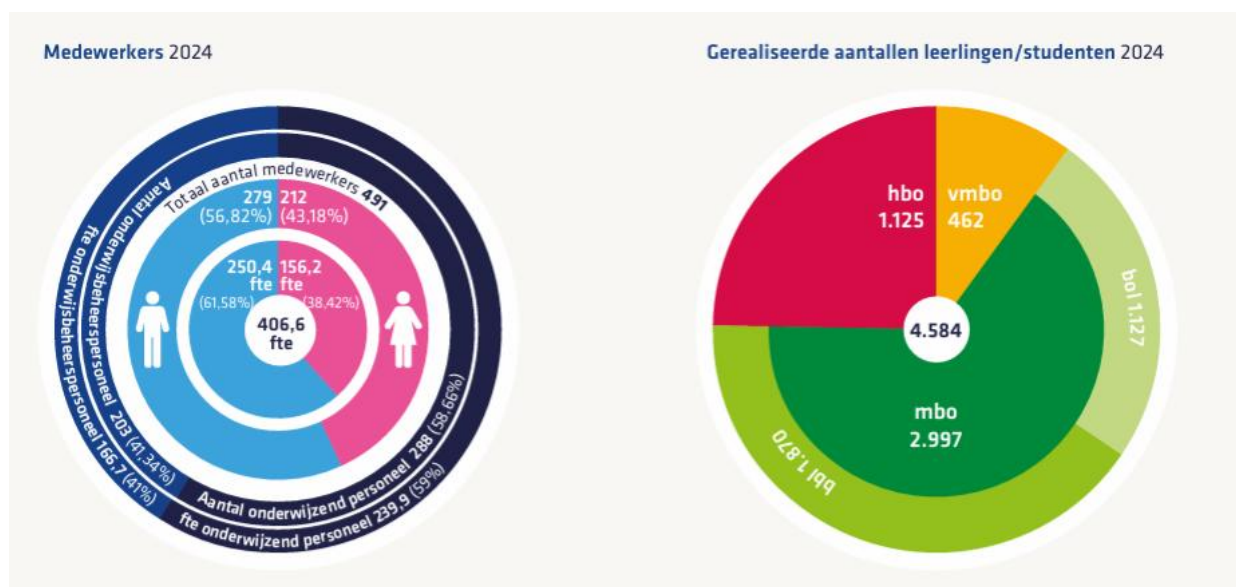 Medewerkers 2024
Totaal aantal medewerkers 491
279
(56,82%)
212
(43,18%)
250,4
fte
(61,58%)
156,2
fte
(38,42%)
406,6
fte
Aantal onderwijsbeheerspersoneel 203 (41,34%)
fte onderwijsbeheerspersoneel 166,7 (41%)
Aantal onderwijzend personeel 288 (58,66%)
fte onderwijzend personeel 239,9 (59%)
Gerealiseerde aantallen leerlingen/studenten 2024
hbo
1.125
vmbo
462
4.584
bol 1.127
mbo
2.997
bbl 1.870